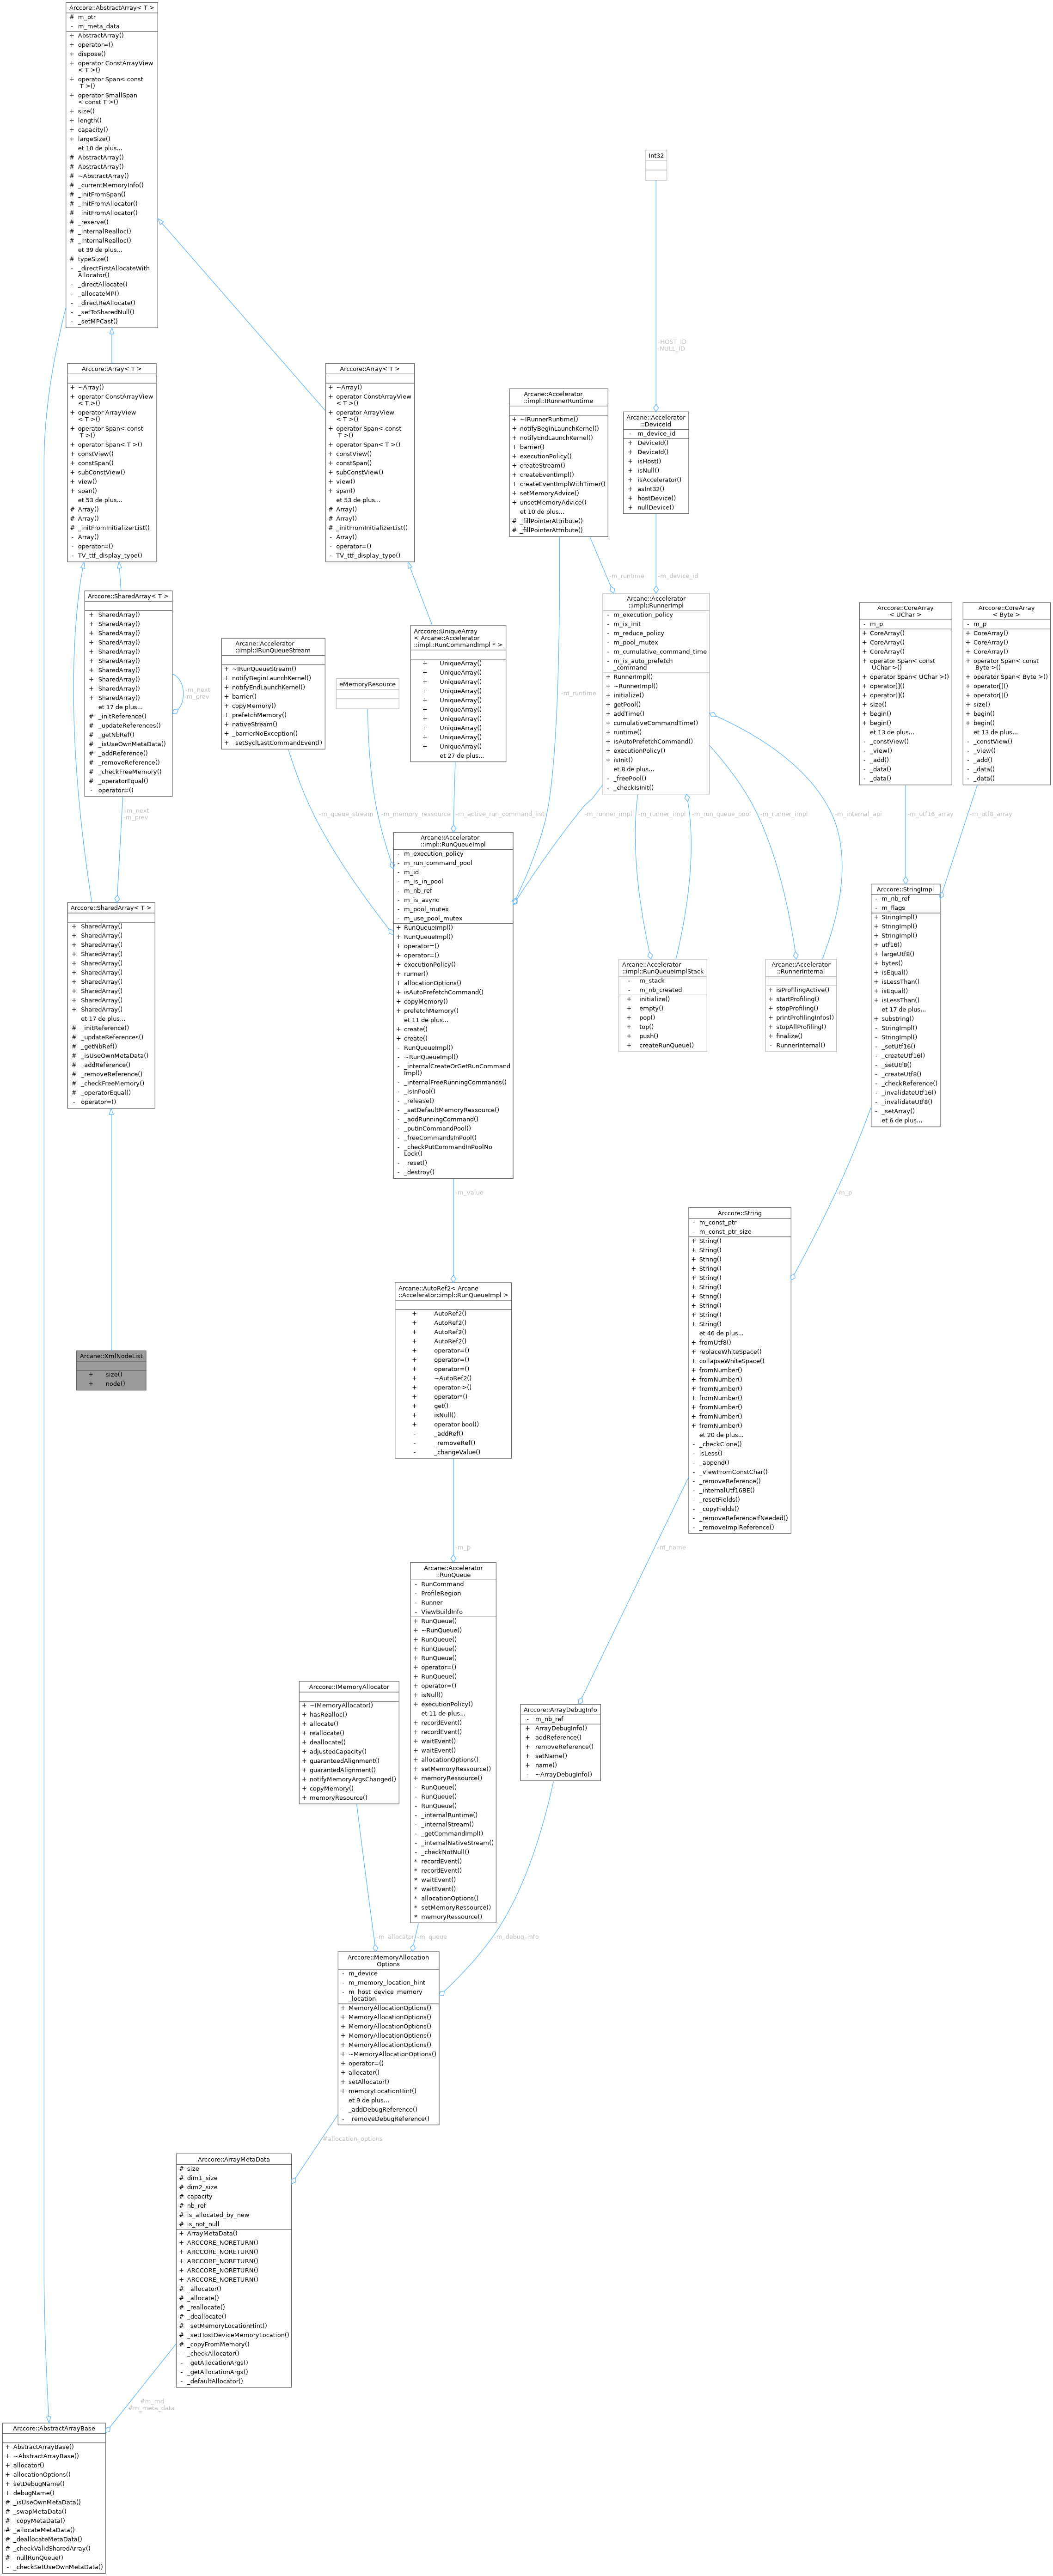 Arccore::AbstractArray< T >
# m_ptr
- m_meta_data
+ AbstractArray()
+ operator=()
+ dispose()
+ operator ConstArrayView
< T >()
+ operator Span< const
T >()
+ operator SmallSpan
< const T >()
+ size()
+ length()
+ capacity()
+ largeSize()
et 10 de plus...
# AbstractArray()
# AbstractArray()
# ~AbstractArray()
# _currentMemoryInfo()
# _initFromSpan()
# _initFromAllocator()
# _initFromAllocator()
# _reserve()
# _internalRealloc()
# _internalRealloc()
et 39 de plus...
# typeSize()
- _directFirstAllocateWith
Allocator()
- _directAllocate()
- _allocateMP()
- _directReAllocate()
- _setToSharedNull()
- _setMPCast()
Int32
-HOST_ID
-NULL_ID
Arccore::Array< T >
+ ~Array()
+ operator ConstArrayView
< T >()
+ operator ArrayView
< T >()
+ operator Span< const
T >()
+ operator Span< T >()
+ constView()
+ constSpan()
+ subConstView()
+ view()
+ span()
et 53 de plus...
# Array()
# Array()
# _initFromInitializerList()
- Array()
- operator=()
- TV_ttf_display_type()
Arccore::Array< T >
+ ~Array()
+ operator ConstArrayView
< T >()
+ operator ArrayView
< T >()
+ operator Span< const
T >()
+ operator Span< T >()
+ constView()
+ constSpan()
+ subConstView()
+ view()
+ span()
et 53 de plus...
# Array()
# Array()
# _initFromInitializerList()
- Array()
- operator=()
- TV_ttf_display_type()
Arcane::Accelerator
::impl::IRunnerRuntime
+ ~IRunnerRuntime()
+ notifyBeginLaunchKernel()
+ notifyEndLaunchKernel()
+ barrier()
+ executionPolicy()
+ createStream()
+ createEventImpl()
+ createEventImplWithTimer()
+ setMemoryAdvice()
+ unsetMemoryAdvice()
et 10 de plus...
# _fillPointerAttribute()
# _fillPointerAttribute()
Arcane::Accelerator
::DeviceId
- m_device_id
+ DeviceId()
+ DeviceId()
+ isHost()
+ isNull()
+ isAccelerator()
+ asInt32()
+ hostDevice()
+ nullDevice()
-m_runtime
-m_device_id
Arccore::SharedArray< T >
+ SharedArray()
+ SharedArray()
+ SharedArray()
+ SharedArray()
+ SharedArray()
+ SharedArray()
+ SharedArray()
+ SharedArray()
+ SharedArray()
+ SharedArray()
et 17 de plus...
# _initReference()
# _updateReferences()
# _getNbRef()
# _isUseOwnMetaData()
# _addReference()
# _removeReference()
# _checkFreeMemory()
# _operatorEqual()
- operator=()
-m_next
-m_prev
Arcane::Accelerator
::impl::IRunQueueStream
+ ~IRunQueueStream()
+ notifyBeginLaunchKernel()
+ notifyEndLaunchKernel()
+ barrier()
+ copyMemory()
+ prefetchMemory()
+ nativeStream()
+ _barrierNoException()
+ _setSyclLastCommandEvent()
eMemoryResource
Arccore::UniqueArray
< Arcane::Accelerator
::impl::RunCommandImpl * >
+ UniqueArray()
+ UniqueArray()
+ UniqueArray()
+ UniqueArray()
+ UniqueArray()
+ UniqueArray()
+ UniqueArray()
+ UniqueArray()
+ UniqueArray()
+ UniqueArray()
et 27 de plus...
-m_runtime
Arcane::Accelerator
::impl::RunnerImpl
- m_execution_policy
- m_is_init
- m_reduce_policy
- m_pool_mutex
- m_cumulative_command_time
- m_is_auto_prefetch
_command
+ RunnerImpl()
+ ~RunnerImpl()
+ initialize()
+ getPool()
+ addTime()
+ cumulativeCommandTime()
+ runtime()
+ isAutoPrefetchCommand()
+ executionPolicy()
+ isInit()
et 8 de plus...
- _freePool()
- _checkIsInit()
Arccore::CoreArray
< UChar >
- m_p
+ CoreArray()
+ CoreArray()
+ CoreArray()
+ operator Span< const
UChar >()
+ operator Span< UChar >()
+ operator[]()
+ operator[]()
+ size()
+ begin()
+ begin()
et 13 de plus...
- _constView()
- _view()
- _add()
- _data()
- _data()
Arccore::CoreArray
< Byte >
- m_p
+ CoreArray()
+ CoreArray()
+ CoreArray()
+ operator Span< const
Byte >()
+ operator Span< Byte >()
+ operator[]()
+ operator[]()
+ size()
+ begin()
+ begin()
et 13 de plus...
- _constView()
- _view()
- _add()
- _data()
- _data()
-m_next
-m_prev
-m_queue_stream
-m_memory_ressource
-m_active_run_command_list
-m_runner_impl
-m_runner_impl
-m_run_queue_pool
-m_runner_impl
-m_internal_api
-m_utf16_array
-m_utf8_array
Arccore::SharedArray< T >
+ SharedArray()
+ SharedArray()
+ SharedArray()
+ SharedArray()
+ SharedArray()
+ SharedArray()
+ SharedArray()
+ SharedArray()
+ SharedArray()
+ SharedArray()
et 17 de plus...
# _initReference()
# _updateReferences()
# _getNbRef()
# _isUseOwnMetaData()
# _addReference()
# _removeReference()
# _checkFreeMemory()
# _operatorEqual()
- operator=()
Arcane::Accelerator
::impl::RunQueueImpl
- m_execution_policy
- m_run_command_pool
- m_id
- m_is_in_pool
- m_nb_ref
- m_is_async
- m_pool_mutex
- m_use_pool_mutex
+ RunQueueImpl()
+ RunQueueImpl()
+ operator=()
+ operator=()
+ executionPolicy()
+ runner()
+ allocationOptions()
+ isAutoPrefetchCommand()
+ copyMemory()
+ prefetchMemory()
et 11 de plus...
+ create()
+ create()
- RunQueueImpl()
- ~RunQueueImpl()
- _internalCreateOrGetRunCommand
Impl()
- _internalFreeRunningCommands()
- _isInPool()
- _release()
- _setDefaultMemoryRessource()
- _addRunningCommand()
- _putInCommandPool()
- _freeCommandsInPool()
- _checkPutCommandInPoolNo
Lock()
- _reset()
- _destroy()
Arcane::Accelerator
::impl::RunQueueImplStack
- m_stack
- m_nb_created
+ initialize()
+ empty()
+ pop()
+ top()
+ push()
+ createRunQueue()
Arcane::Accelerator
::RunnerInternal
+ isProfilingActive()
+ startProfiling()
+ stopProfiling()
+ printProfilingInfos()
+ stopAllProfiling()
+ finalize()
- RunnerInternal()
Arccore::StringImpl
- m_nb_ref
- m_flags
+ StringImpl()
+ StringImpl()
+ StringImpl()
+ utf16()
+ largeUtf8()
+ bytes()
+ isEqual()
+ isLessThan()
+ isEqual()
+ isLessThan()
et 17 de plus...
+ substring()
- StringImpl()
- StringImpl()
- _setUtf16()
- _createUtf16()
- _setUtf8()
- _createUtf8()
- _checkReference()
- _invalidateUtf16()
- _invalidateUtf8()
- _setArray()
et 6 de plus...
-m_value
-m_p
Arccore::String
- m_const_ptr
- m_const_ptr_size
+ String()
+ String()
+ String()
+ String()
+ String()
+ String()
+ String()
+ String()
+ String()
+ String()
et 46 de plus...
+ fromUtf8()
+ replaceWhiteSpace()
+ collapseWhiteSpace()
+ fromNumber()
+ fromNumber()
+ fromNumber()
+ fromNumber()
+ fromNumber()
+ fromNumber()
+ fromNumber()
et 20 de plus...
- _checkClone()
- isLess()
- _append()
- _viewFromConstChar()
- _removeReference()
- _internalUtf16BE()
- _resetFields()
- _copyFields()
- _removeReferenceIfNeeded()
- _removeImplReference()
Arcane::AutoRef2< Arcane
::Accelerator::impl::RunQueueImpl >
+ AutoRef2()
+ AutoRef2()
+ AutoRef2()
+ AutoRef2()
+ operator=()
+ operator=()
+ operator=()
+ ~AutoRef2()
+ operator->()
+ operator*()
+ get()
+ isNull()
+ operator bool()
- _addRef()
- _removeRef()
- _changeValue()
Arcane::XmlNodeList
+ size()
+ node()
-m_p
-m_name
Arcane::Accelerator
::RunQueue
- RunCommand
- ProfileRegion
- Runner
- ViewBuildInfo
+ RunQueue()
+ ~RunQueue()
+ RunQueue()
+ RunQueue()
+ RunQueue()
+ operator=()
+ RunQueue()
+ operator=()
+ isNull()
+ executionPolicy()
et 11 de plus...
+ recordEvent()
+ recordEvent()
+ waitEvent()
+ waitEvent()
+ allocationOptions()
+ setMemoryRessource()
+ memoryRessource()
- RunQueue()
- RunQueue()
- RunQueue()
- _internalRuntime()
- _internalStream()
- _getCommandImpl()
- _internalNativeStream()
- _checkNotNull()
* recordEvent()
* recordEvent()
* waitEvent()
* waitEvent()
* allocationOptions()
* setMemoryRessource()
* memoryRessource()
Arccore::IMemoryAllocator
+ ~IMemoryAllocator()
+ hasRealloc()
+ allocate()
+ reallocate()
+ deallocate()
+ adjustedCapacity()
+ guaranteedAlignment()
+ guarantedAlignment()
+ notifyMemoryArgsChanged()
+ copyMemory()
+ memoryResource()
Arccore::ArrayDebugInfo
- m_nb_ref
+ ArrayDebugInfo()
+ addReference()
+ removeReference()
+ setName()
+ name()
- ~ArrayDebugInfo()
-m_allocator
-m_queue
-m_debug_info
Arccore::MemoryAllocation
Options
- m_device
- m_memory_location_hint
- m_host_device_memory
_location
+ MemoryAllocationOptions()
+ MemoryAllocationOptions()
+ MemoryAllocationOptions()
+ MemoryAllocationOptions()
+ MemoryAllocationOptions()
+ ~MemoryAllocationOptions()
+ operator=()
+ allocator()
+ setAllocator()
+ memoryLocationHint()
et 9 de plus...
- _addDebugReference()
- _removeDebugReference()
#allocation_options
Arccore::ArrayMetaData
# size
# dim1_size
# dim2_size
# capacity
# nb_ref
# is_allocated_by_new
# is_not_null
+ ArrayMetaData()
+ ARCCORE_NORETURN()
+ ARCCORE_NORETURN()
+ ARCCORE_NORETURN()
+ ARCCORE_NORETURN()
+ ARCCORE_NORETURN()
# _allocator()
# _allocate()
# _reallocate()
# _deallocate()
# _setMemoryLocationHint()
# _setHostDeviceMemoryLocation()
# _copyFromMemory()
- _checkAllocator()
- _getAllocationArgs()
- _getAllocationArgs()
- _defaultAllocator()
#m_md
#m_meta_data
Arccore::AbstractArrayBase
+ AbstractArrayBase()
+ ~AbstractArrayBase()
+ allocator()
+ allocationOptions()
+ setDebugName()
+ debugName()
# _isUseOwnMetaData()
# _swapMetaData()
# _copyMetaData()
# _allocateMetaData()
# _deallocateMetaData()
# _checkValidSharedArray()
# _nullRunQueue()
- _checkSetUseOwnMetaData()